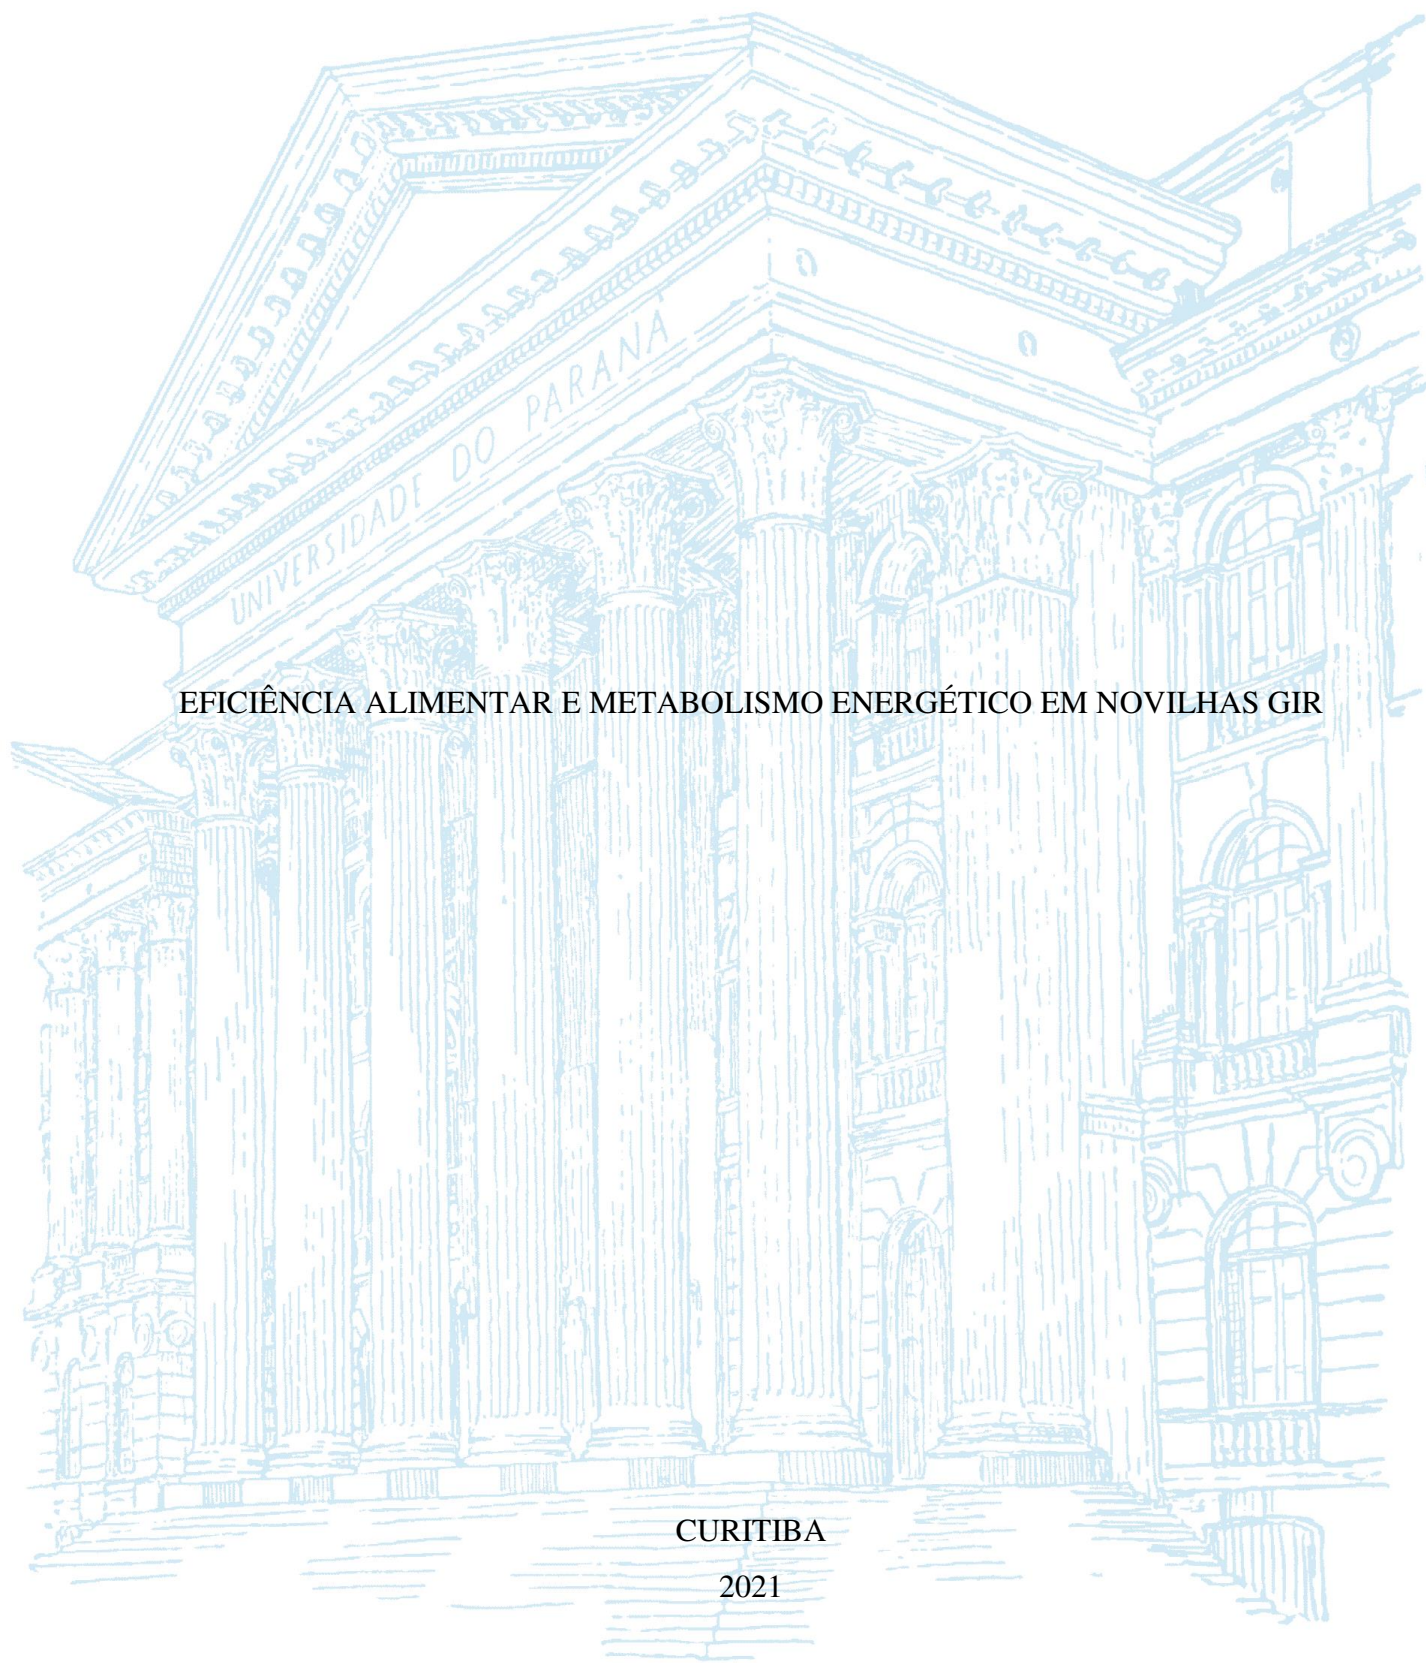 UNIVERSIDADE DO PARANÁ
EFICIÊNCIA ALIMENTAR E METABOLISMO ENERGÉTICO EM NOVILHAS GIR
CURITIBA
2021